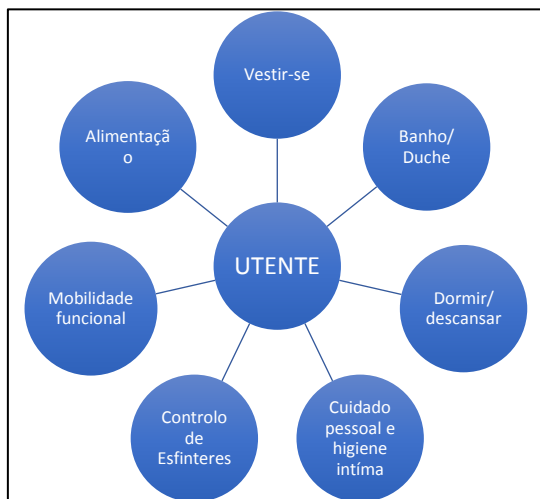 Vestir-se
Banho/
Duche
Dormir/
descansar
Cuidado
pessoal e
higiene
intíma
Controlo
de
Esfinteres
Mobilidade
funcional
Alimentaçã
o
UTENTE